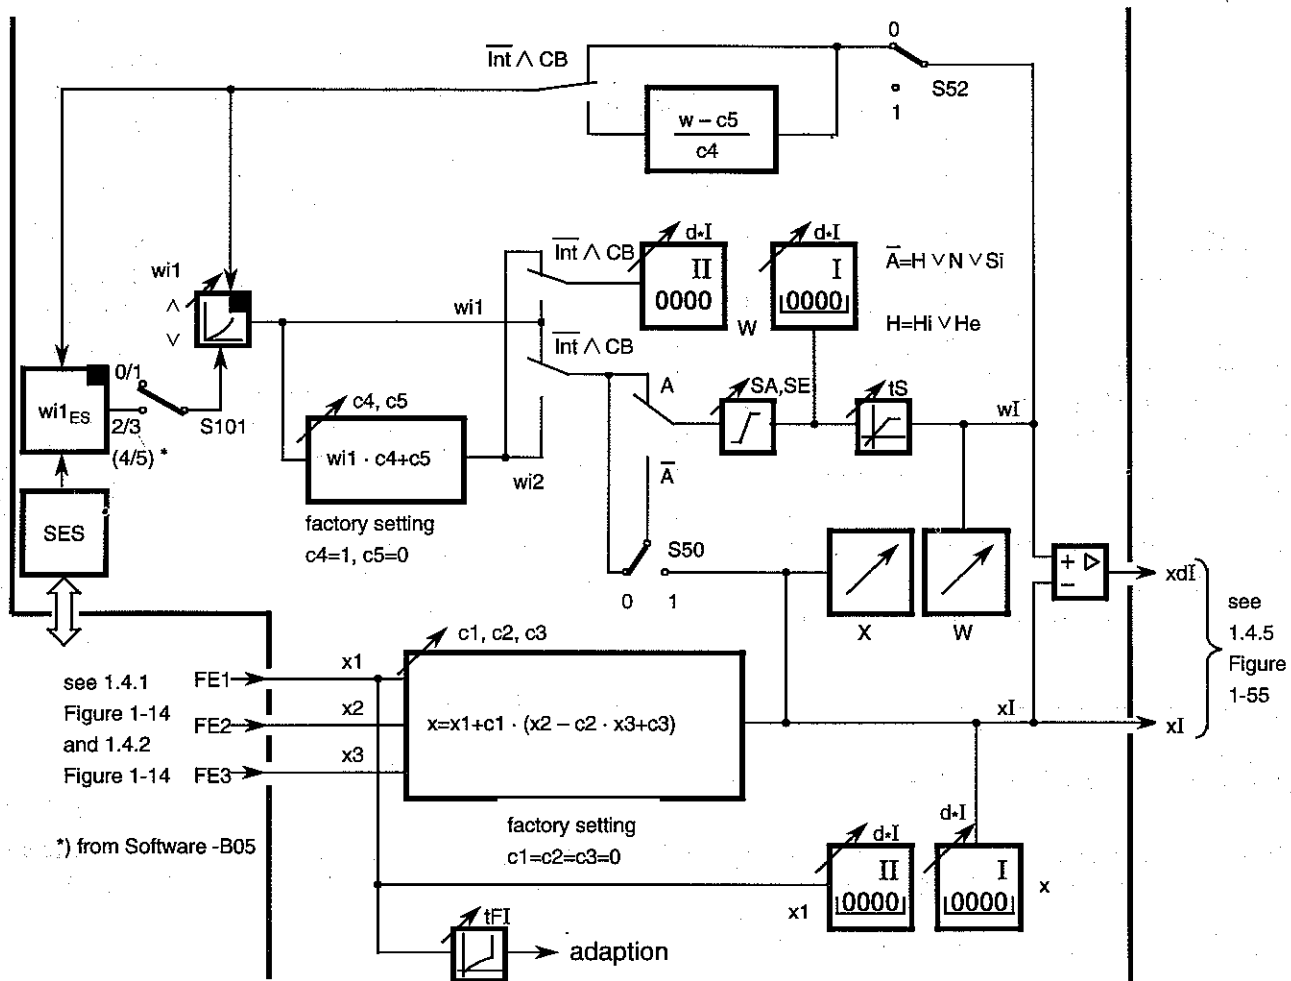 0
Int ∧ CB
S52
1
w – c5
c4
d*I
d*I
Int ∧ CB
II
0000
I
0000
A=H ∨ N ∨ Si
W
H=Hi ∨ He
wi1
∧
∨
wi1
Int ∧ CB
0/1
wi1ES
2/3
(4/5) *
S101
c4, c5
wi1 · c4+c5
wi2
A
SA,SE
tS
wI
A
SES
factory setting
c4=1, c5=0
S50
0
1
X
W
+
–
xdI
see
1.4.5
Figure
1-55
xI
c1, c2, c3
see 1.4.1
Figure 1-14
and 1.4.2
Figure 1-14
FE1
FE2
FE3
x1
x2
x3
x=x1+c1 · (x2 – c2 · x3+c3)
xI
*) from Software -B05
factory setting
c1=c2=c3=0
d*I
d*I
II
0000
I
0000
x1
x
tFI
adaption